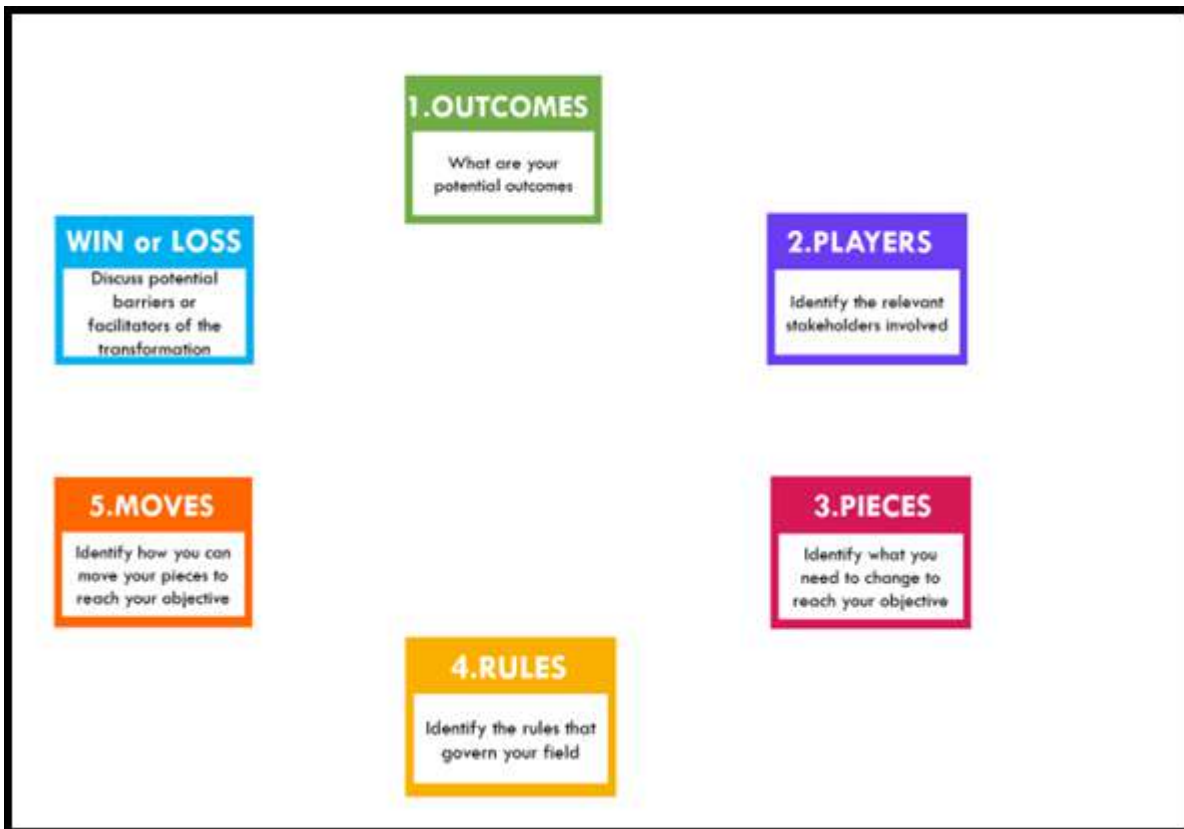 1.OUTCOMES
What are your
potential outcomes
WIN or LOSS
Discuss potential
barriers or
facilitators of the
transformation
2.PLAYERS
Identify the relevant
stakeholders involved
5.MOVES
Identify how you can
move your pieces to
reach your objective
3.PIECES
Identify what you
need to change to
reach your objective
4.RULES
Identify the rules that
govern your field